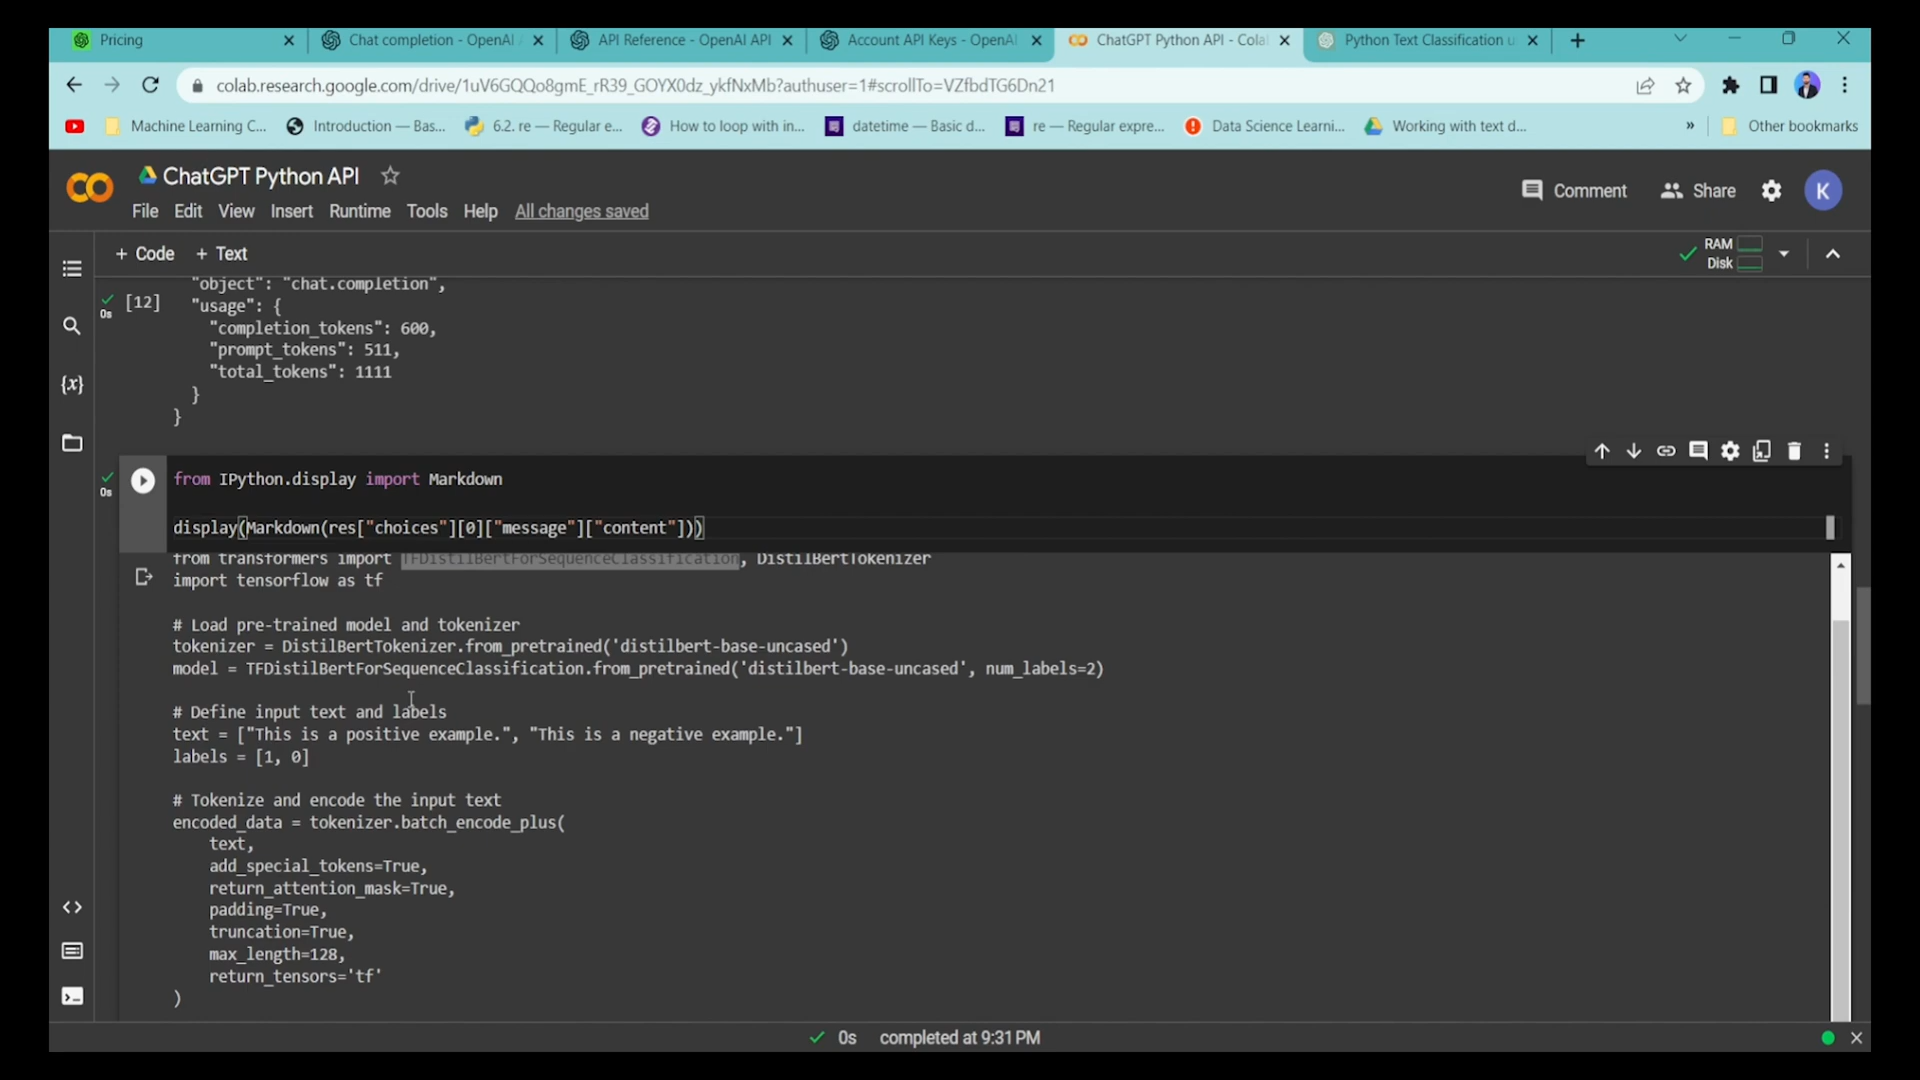 Pricing
Chat completion - OpenAI
API Reference - OpenAI API
Account API Keys - OpenAI
ChatGPT Python API - Cola
Python Text Classification u
colab.research.google.com/drive/1uV6GQQo8gmE_rR39_GOYX0dz_ykfNxMb?authuser=1#scrollTo=VZfbdTG6Dn21
Machine Learning C...
Introduction — Bas...
6.2. re — Regular e...
How to loop with in...
datetime — Basic d...
re — Regular expre...
Data Science Learni...
Working with text d...
»
Other bookmarks
ChatGPT Python API
Comment
Share
K
File Edit View Insert Runtime Tools Help All changes saved
+ Code + Text
RAM
Disk
"object": "chat.completion",
[12]
0s
"usage": {
"completion_tokens": 600,
"prompt_tokens": 511,
"total_tokens": 1111
}
}
0s
from IPython.display import Markdown
display(Markdown(res["choices"][0]["message"]["content"]))
from transformers import TFDistilBertForSequenceClassification, DistilBertTokenizer
import tensorflow as tf
# Load pre-trained model and tokenizer
tokenizer = DistilBertTokenizer.from_pretrained('distilbert-base-uncased')
model = TFDistilBertForSequenceClassification.from_pretrained('distilbert-base-uncased', num_labels=2)
# Define input text and labels
text = ["This is a positive example.", "This is a negative example."]
labels = [1, 0]
# Tokenize and encode the input text
encoded_data = tokenizer.batch_encode_plus(
text,
add_special_tokens=True,
return_attention_mask=True,
padding=True,
truncation=True,
max_length=128,
return_tensors='tf'
)
0s completed at 9:31 PM